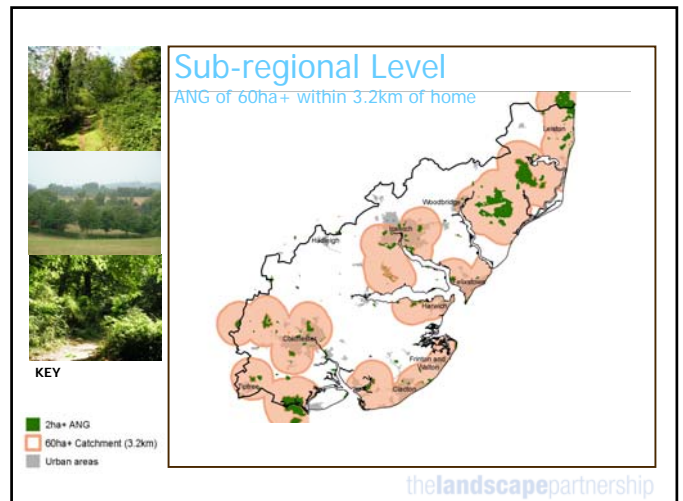 Sub-regional Level
ANG of 60ha+ within 3.2km of home
Leiston
Woodbridge
Ipswich
Hadleigh
Felixstowe
Harwich
Colchester
Frinton and
Walton
Tiptree
Clacton
KEY
2ha+ ANG
60ha+ Catchment (3.2km)
Urban areas
thelandscapepartnership